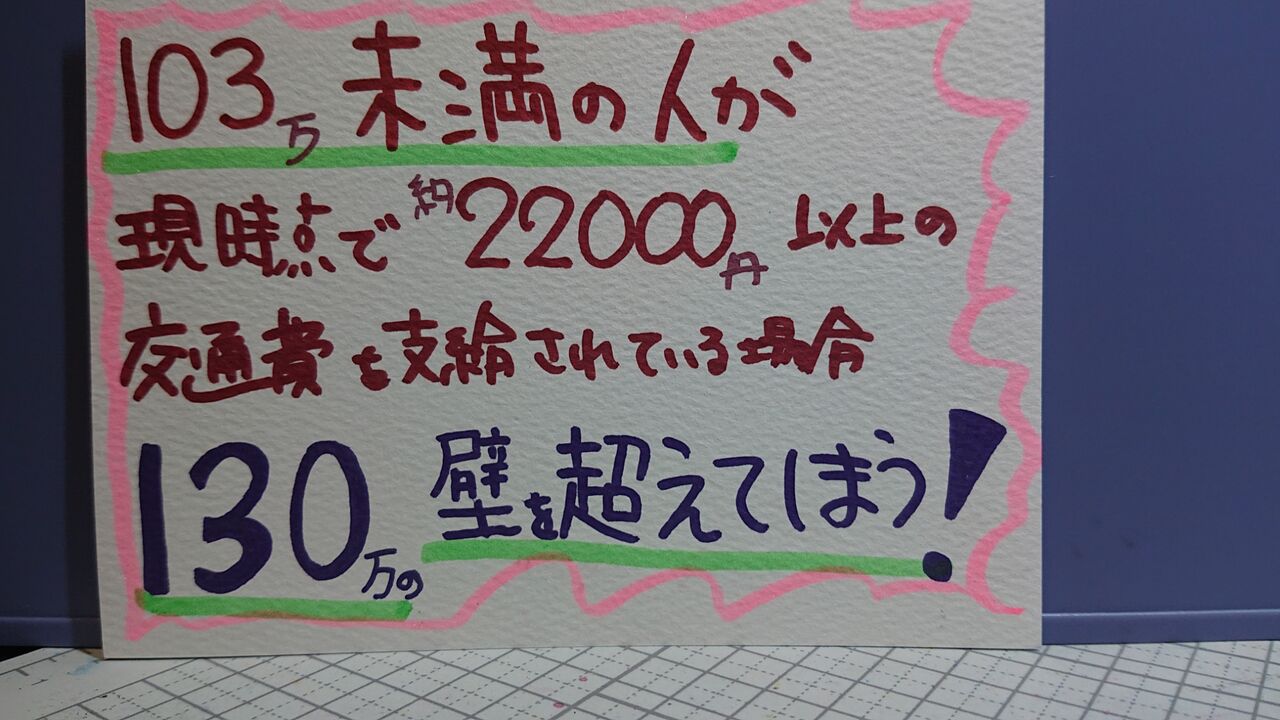 103万未満の人が
現時点で約22000円以上の
交通費を支給されている場合
130万の壁を超えてしまう!